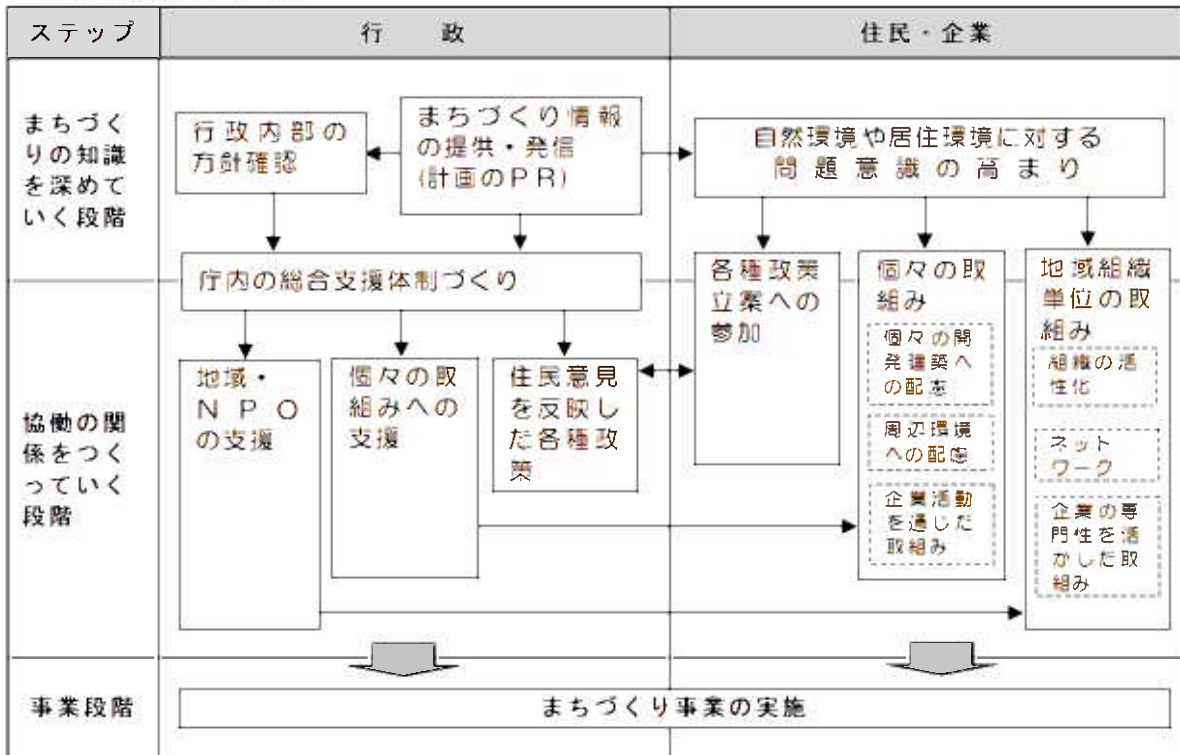 ステップ
行 政
住民・企業
まちづく
りの知識
を深めて
いく段階
行政内部の
方針確認
まちづくり情報
の提供・発信
(計画のPR)
自然環境や居住環境に対する
問題意識の高まり
庁内の総合支援体制づくり
各種政策
立案への
参加
個々の取
組み
個々の開
発建築へ
の配慮
周辺環境
への配慮
企業活動
を通じた
取組み
地域組織
単位の取
組み
組織の活
性化
ネット
ワーク
企業の専
門性を活
かした取
組み
協働の関
係をつく
っていく
段階
地域・
NPO
の支援
個々の取
組みへの
支援
住民意見
を反映し
た各種政
策
事業段階
まちづくり事業の実施